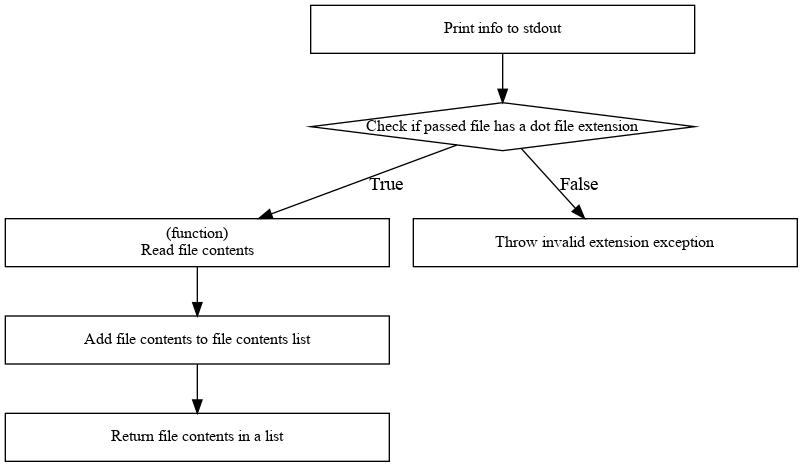 Print info to stdout
Check if passed file has a dot file extension
True
False
(function)
Read file contents
Throw invalid extension exception
Add file contents to file contents list
Return file contents in a list